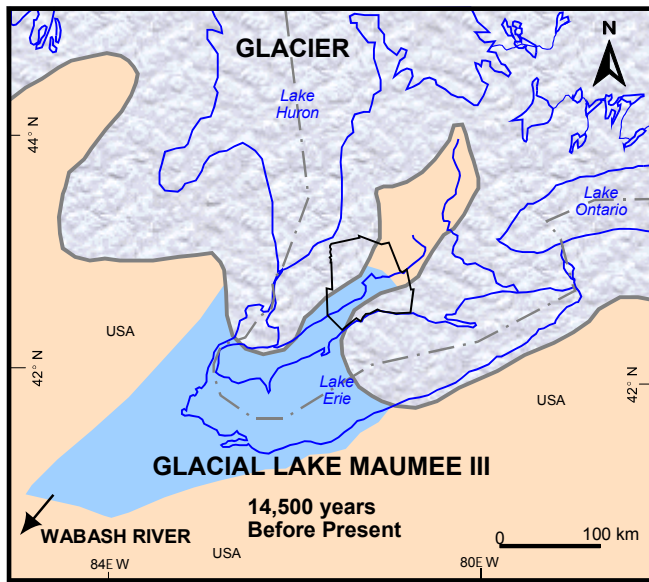 GLACIER
N
Lake
Huron
44° N
Lake
Ontario
USA
42° N
Lake
Erie
USA
42° N
GLACIAL LAKE MAUMEE III
14,500 years
Before Present
WABASH RIVER
USA
0 100 km
84E W
80E W